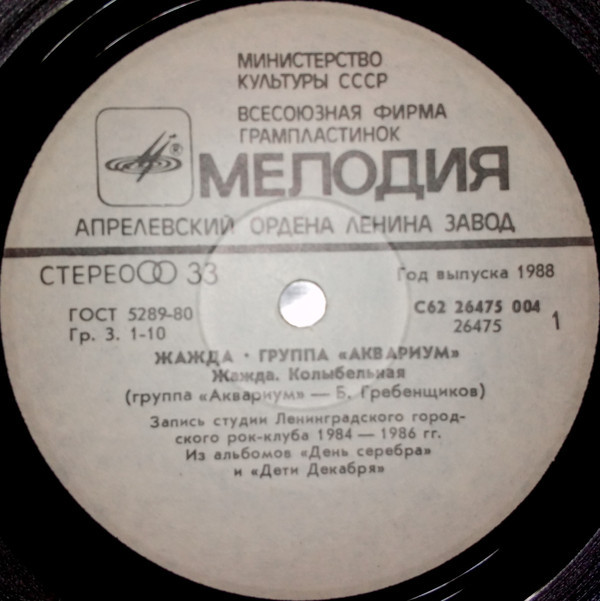 МИНИСТЕРСТВО
КУЛЬТУРЫ СССР
ВСЕСОЮЗНАЯ ФИРМА
ГРАМПЛАСТИНОК
МЕЛОДИЯ
АПРЕЛЕВСКИЙ ОРДЕНА ЛЕНИНА ЗАВОД
СТЕРЕО 33
Год выпуска 1988
ГОСТ 5289-80
Гр. 3. 1-10
С62 26475 004
26475 1
ЖАЖДА • ГРУППА «АКВАРИУМ»
Жажда. Колыбельная
(группа «Аквариум» — Б. Гребенщиков)
Запись студии Ленинградского город-
ского рок-клуба 1984 — 1986 гг.
Из альбомов «День серебра»
и «Дети Декабря»